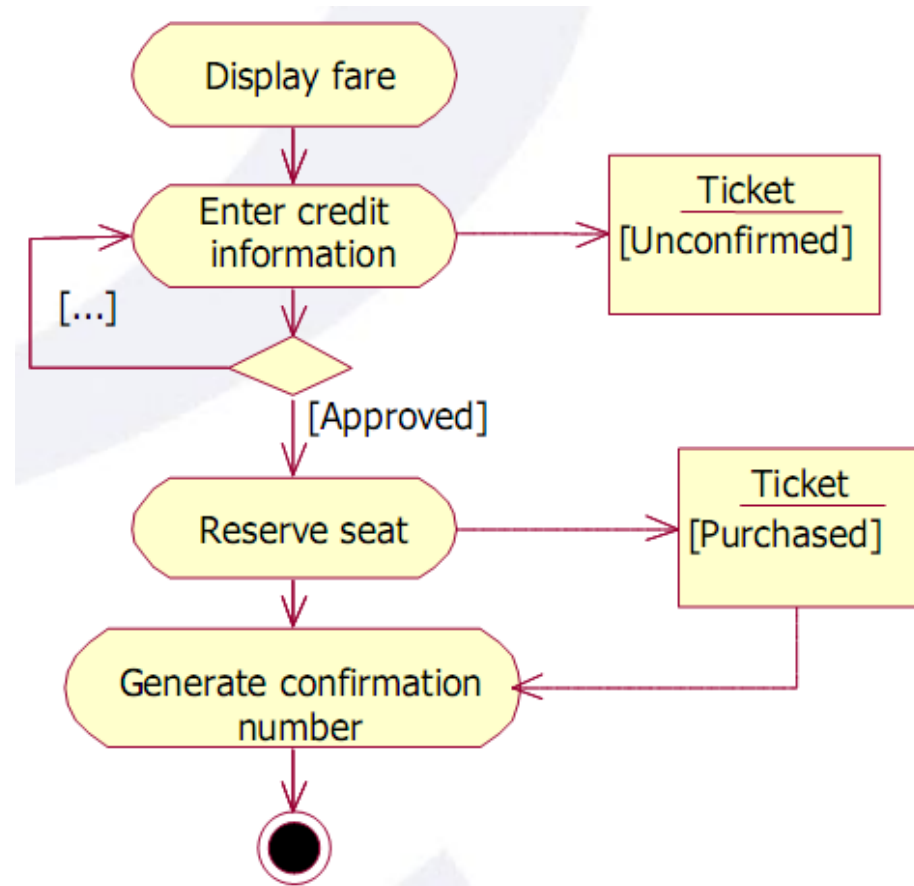 Display fare
Enter credit
information
Ticket
[Unconfirmed]
[...]
[Approved]
Reserve seat
Ticket
[Purchased]
Generate confirmation
number